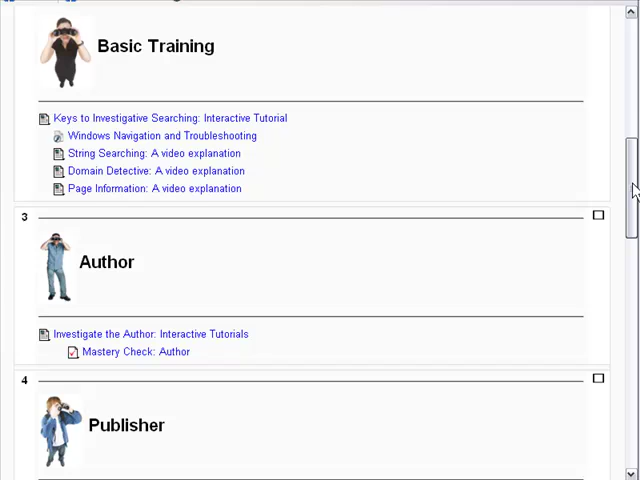 Basic Training
Keys to Investigative Searching: Interactive Tutorial
Windows Navigation and Troubleshooting
String Searching: A video explanation
Domain Detective: A video explanation
Page Information: A video explanation
3
Author
Investigate the Author: Interactive Tutorials
Mastery Check: Author
4
Publisher